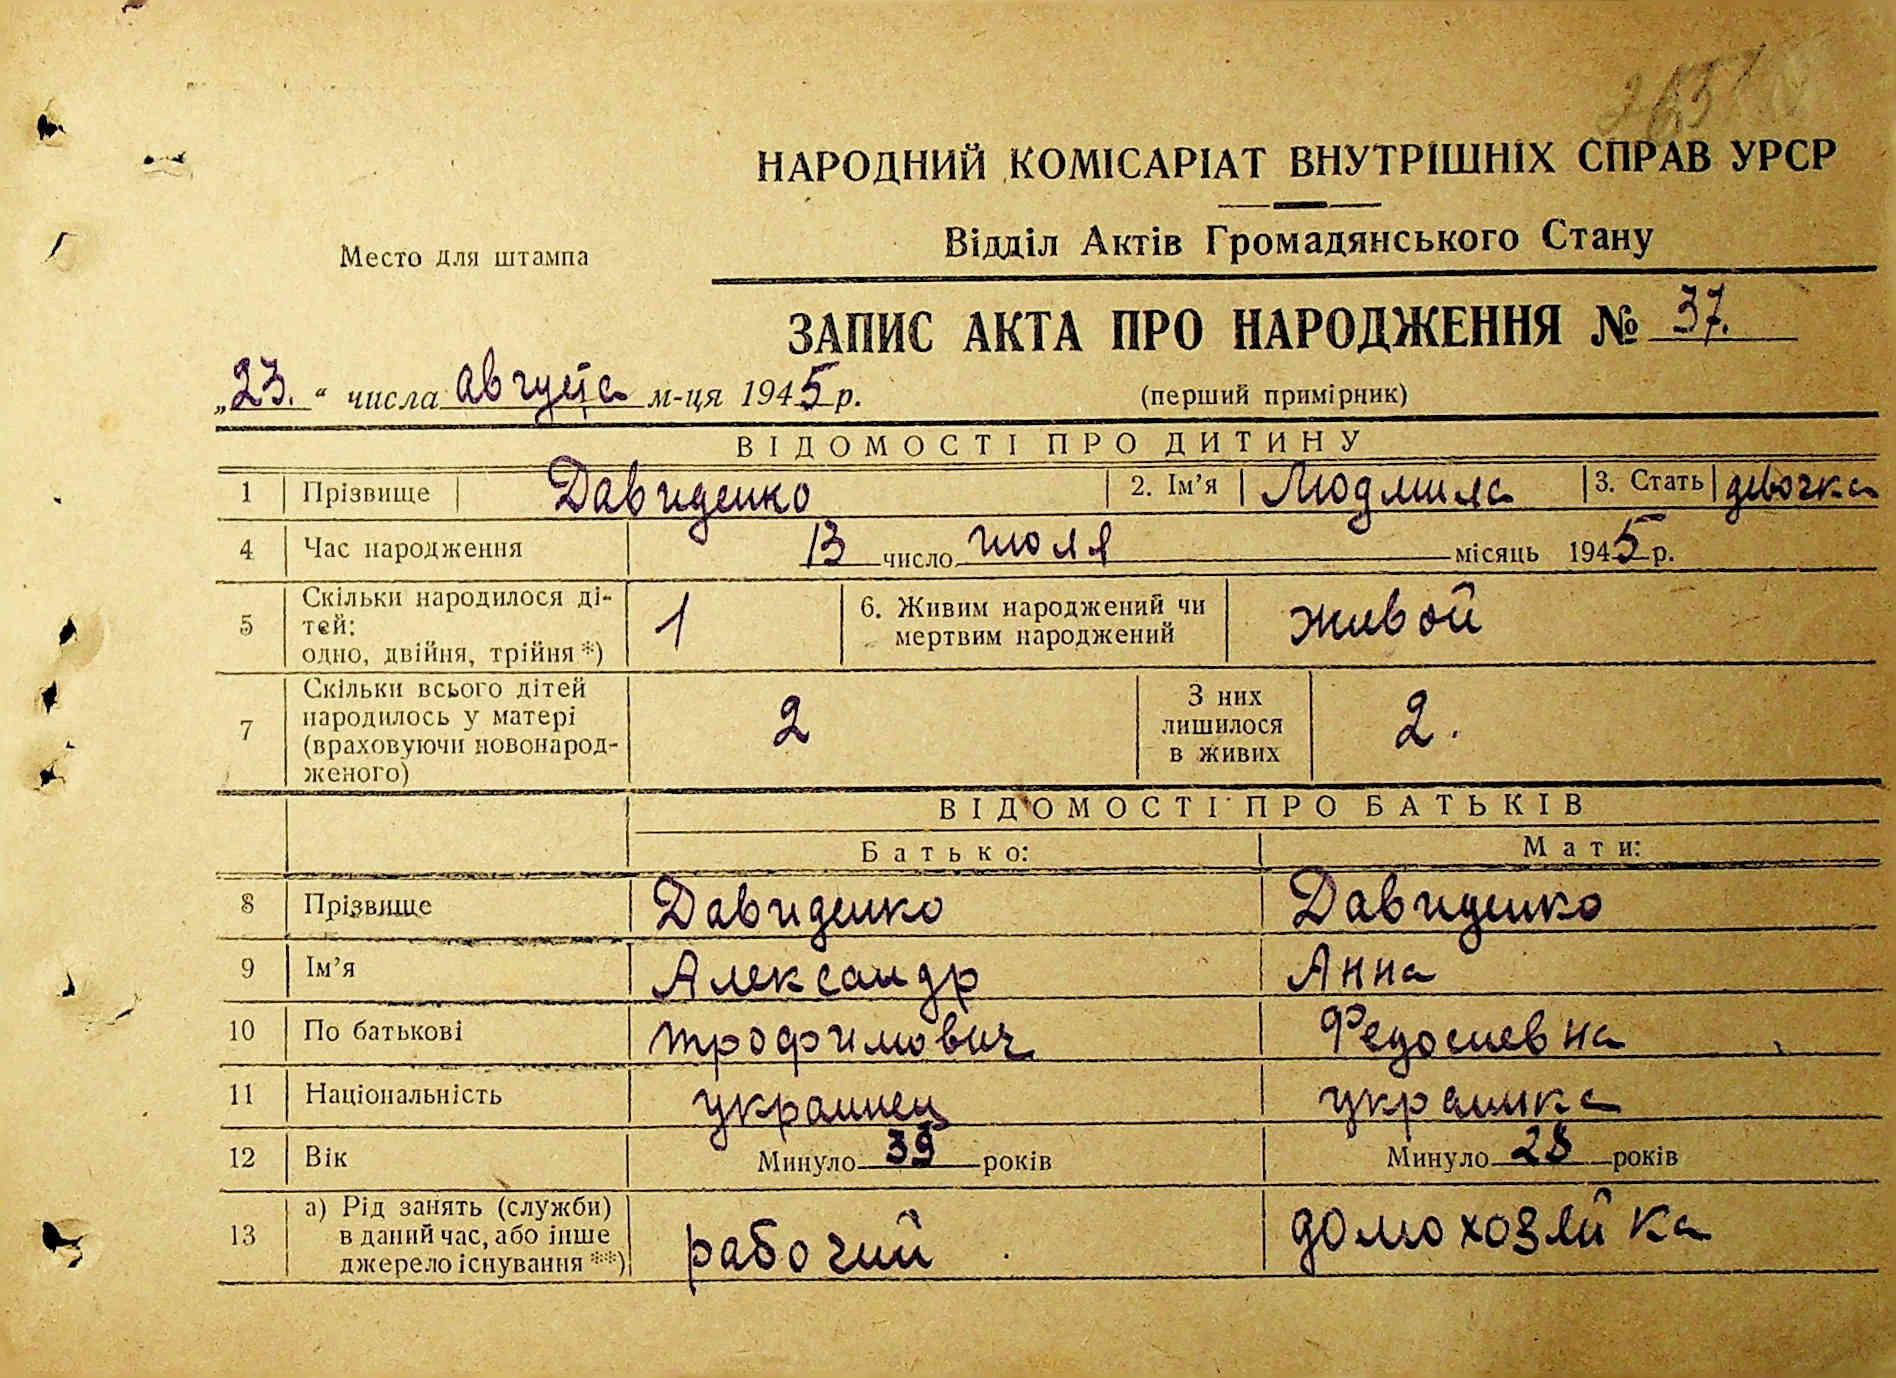 НАРОДНИЙ КОМІСАРІАТ ВНУТРІШНІХ СПРАВ УРСР
Відділ Актів Громадянського Стану
Место для штампа
ЗАПИС АКТА ПРО НАРОДЖЕННЯ № 37.
„23.“ числа августа м-ця 1945 р. (перший примірник)
ВІДОМОСТІ ПРО ДИТИНУ
1 Прізвище Давиденко 2. Ім’я Людмила 3. Стать девочка
4 Час народження 13 число июля місяць 1945 р.
5 Скільки народилося ді-
тей:
одно, двійня, трійня *) 1 6. Живим народжений чи
мертвим народжений живой
7 Скільки всього дітей
народилось у матері
(враховуючи новонарод-
женого) 2 З них
лишилося
в живих 2.
ВІДОМОСТІ ПРО БАТЬКІВ
Батько: Мати:
8 Прізвище Давиденко Давиденко
9 Ім’я Александр Анна
10 По батькові трофимович Федосиевна
11 Національність украинец украинка
12 Вік Минуло 39 років Минуло 28 років
13 а) Рід занять (служби)
в даний час, або інше
джерело існування **) рабочий домохозяйка